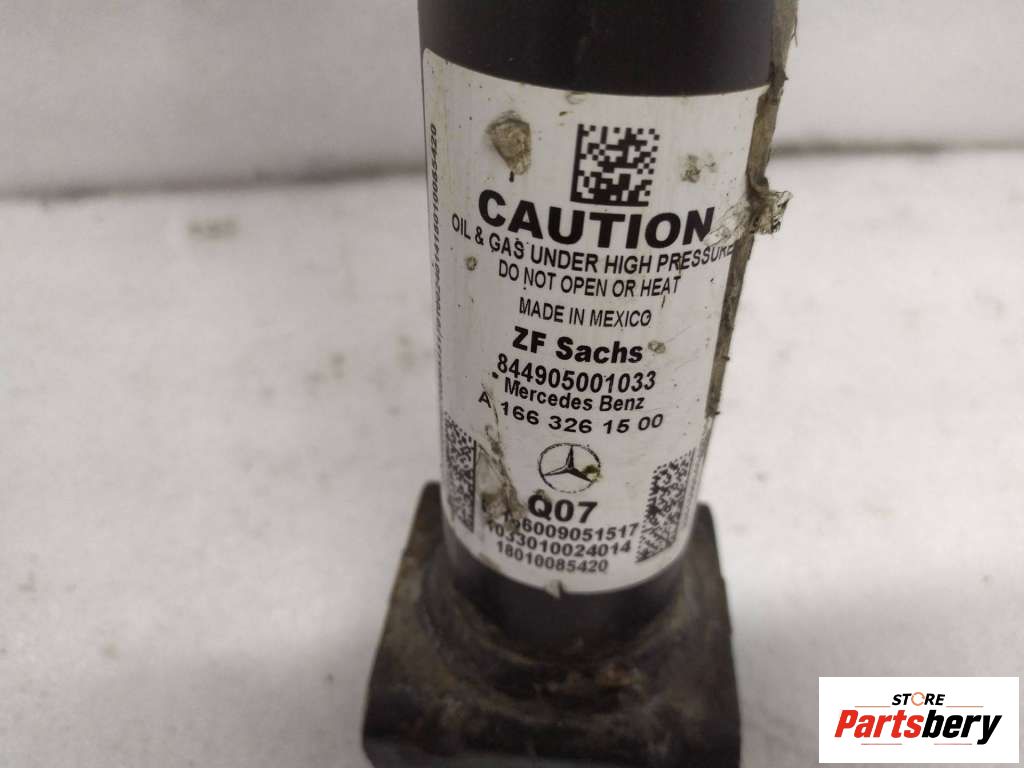 CAUTION
OIL & GAS UNDER HIGH PRESSURE
DO NOT OPEN OR HEAT
MADE IN MEXICO
ZF Sachs
844905001033
Mercedes Benz
A 166 326 15 00
Q07
6009051517
1033010024014
18010085420
STORE
Partsbery